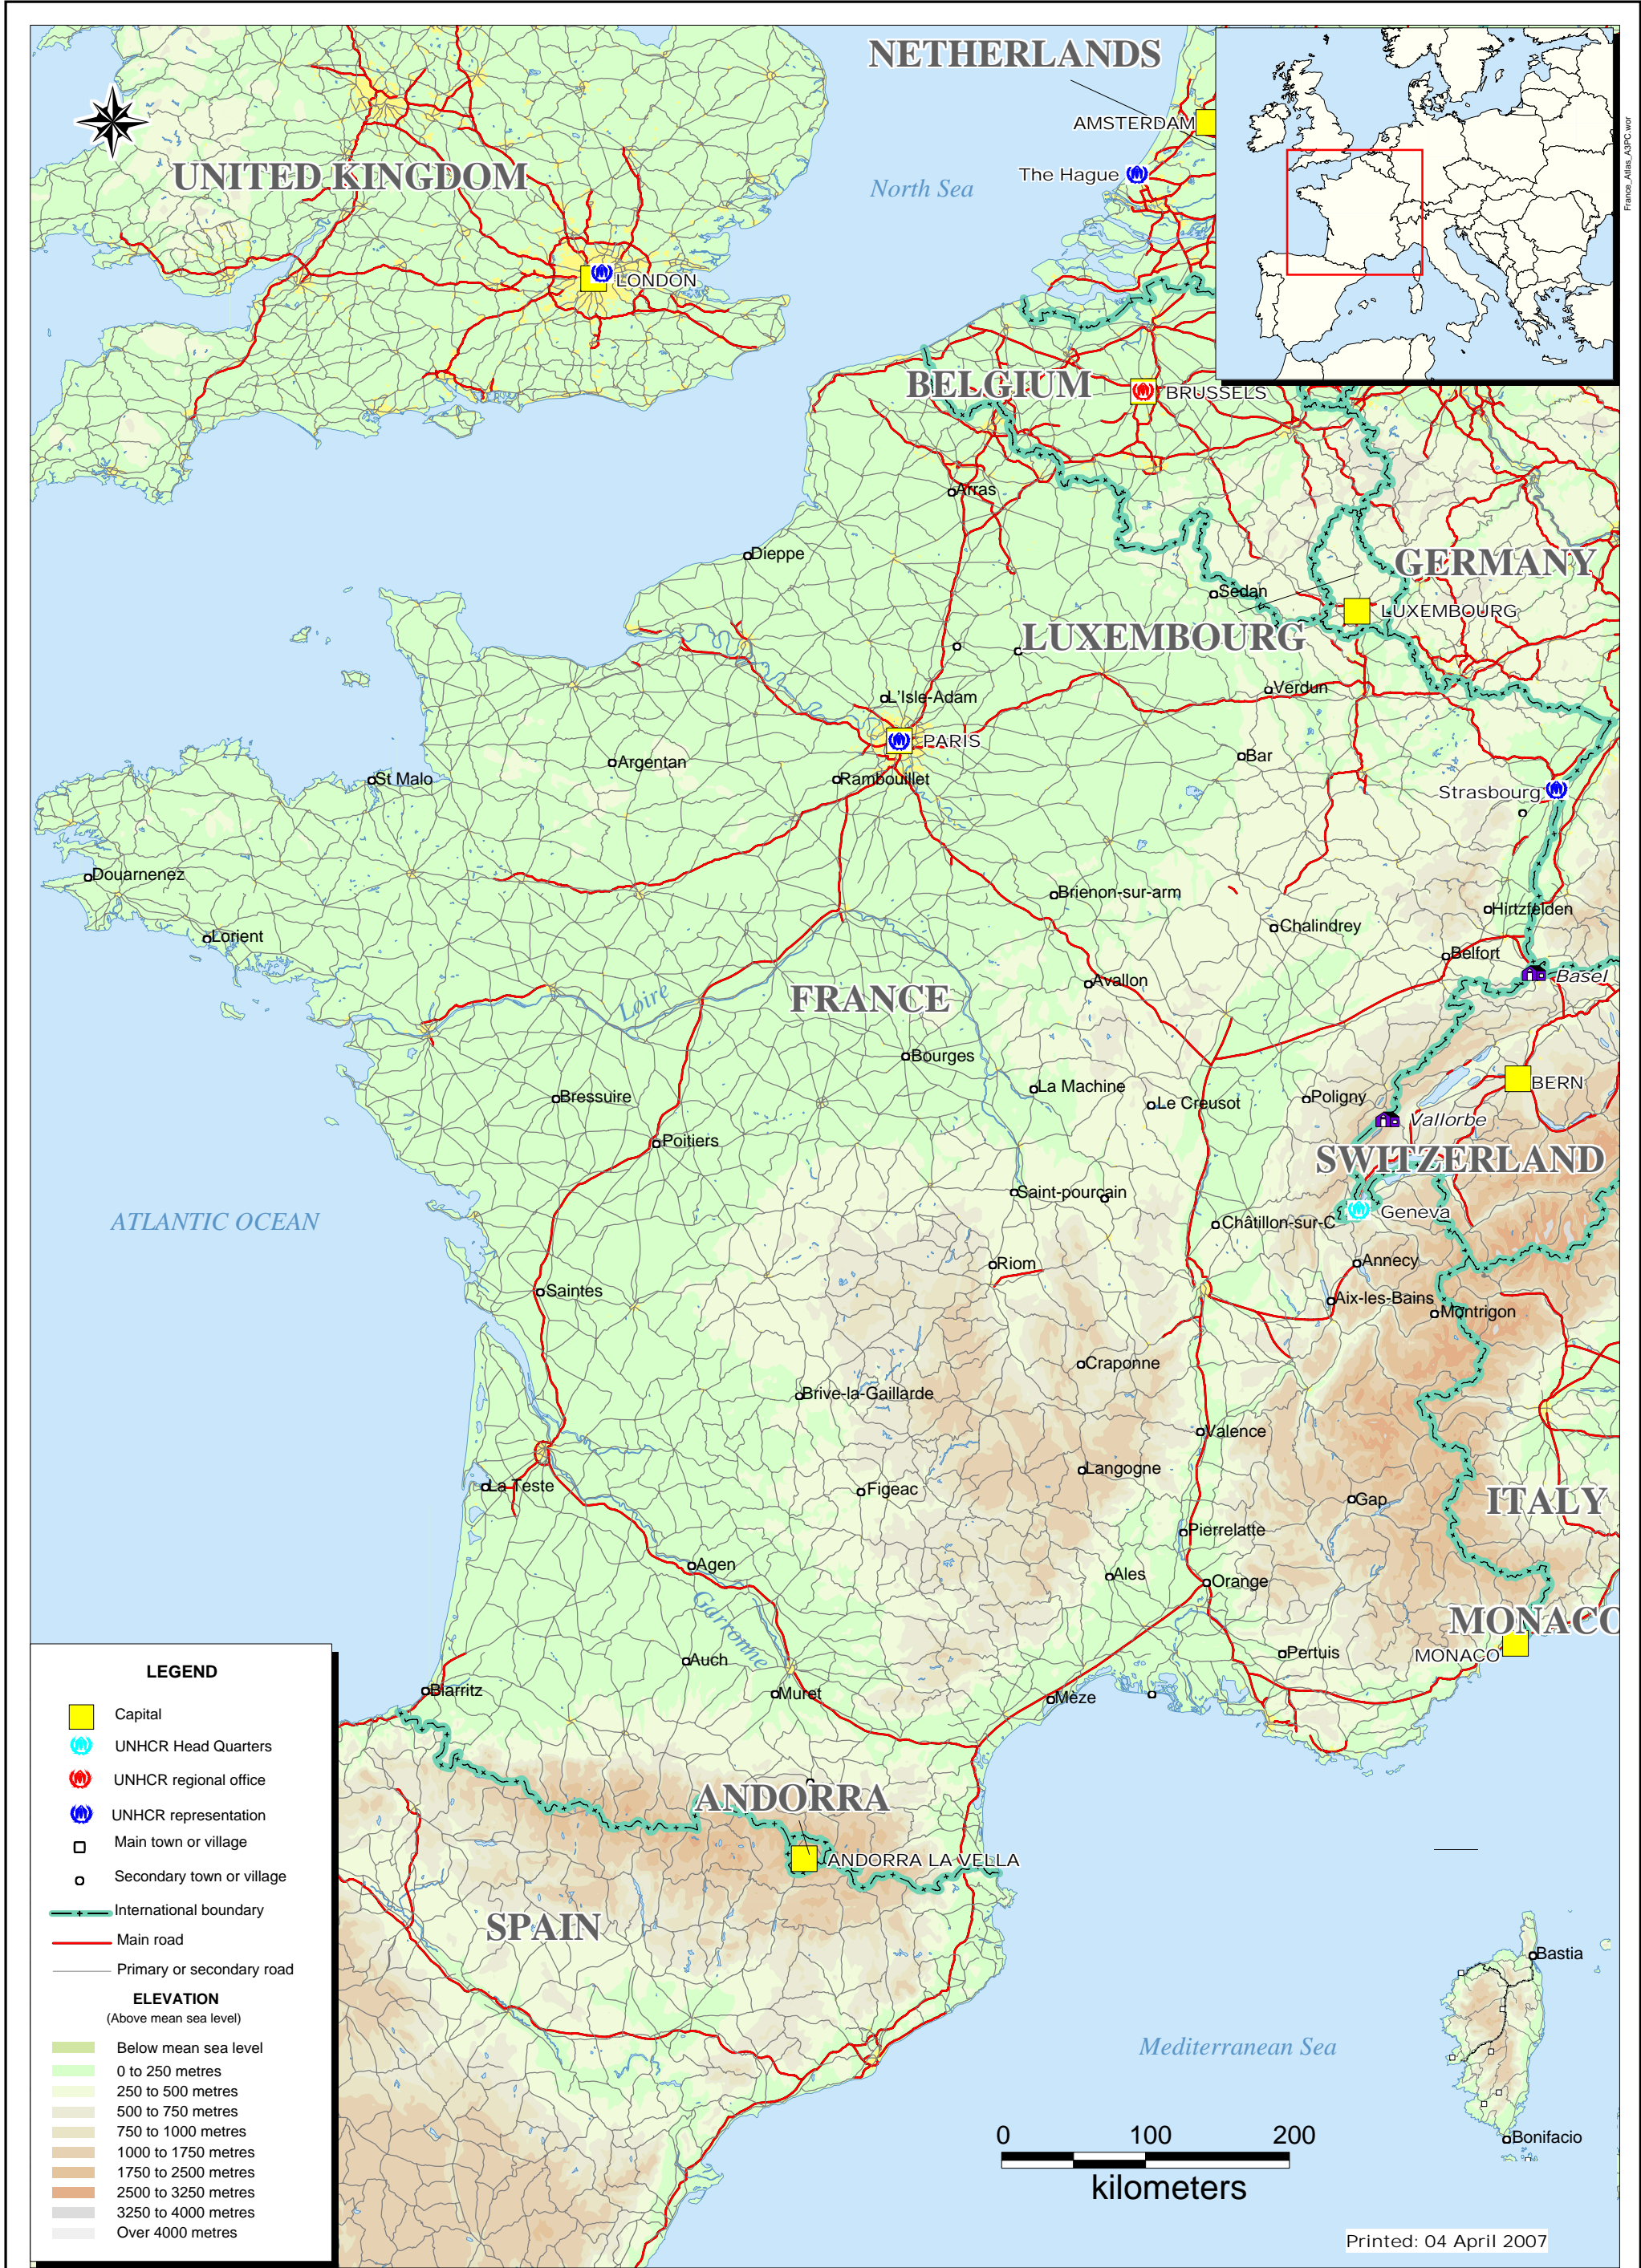 NETHERLANDS
AMSTERDAM
The Hague
North Sea
UNITED KINGDOM
LONDON
France_Atlas_A3PC.wor
BELGIUM
BRUSSELS
Arras
Dieppe
GERMANY
Sedan
LUXEMBOURG
LUXEMBOURG
L'Isle-Adam
Verdun
PARIS
Bar
Argentan
St Malo
Rambouillet
Strasbourg
Douarnenez
Brienon-sur-arm
Hirtzfelden
Chalindrey
Lorient
Belfort
Basel
Avallon
Loire
FRANCE
Bourges
BERN
La Machine
Bressuire
Le Creusot
Poligny
Vallorbe
Poitiers
SWITZERLAND
Saint-pourçain
ATLANTIC OCEAN
Châtillon-sur-C
Geneva
Riom
Annecy
Saintes
Aix-les-Bains
Montrigon
Craponne
Brive-la-Gaillarde
Valence
Langogne
La Teste
Figeac
Gap
ITALY
Pierrelatte
Agen
Ales
Orange
Garronne
MONACO
Auch
Pertuis
MONACO
Biarritz
Muret
Mèze
ANDORRA
ANDORRA LA VELLA
SPAIN
Bastia
Mediterranean Sea
Bonifacio
LEGEND
Capital
UNHCR Head Quarters
UNHCR regional office
UNHCR representation
Main town or village
Secondary town or village
International boundary
Main road
Primary or secondary road
ELEVATION
(Above mean sea level)
Below mean sea level
0 to 250 metres
250 to 500 metres
500 to 750 metres
750 to 1000 metres
1000 to 1750 metres
1750 to 2500 metres
2500 to 3250 metres
3250 to 4000 metres
Over 4000 metres
0 100 200
kilometers
Printed: 04 April 2007